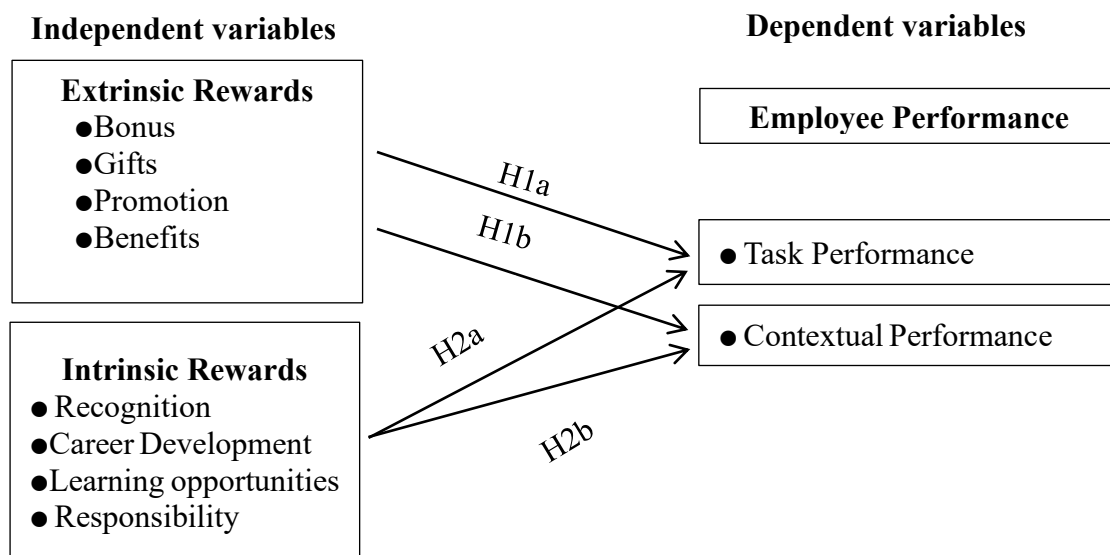 Independent variables
Extrinsic Rewards
●Bonus
●Gifts
●Promotion
●Benefits
Intrinsic Rewards
● Recognition
●Career Development
●Learning opportunities
● Responsibility
H1a
H1b
H2a
H2b
Dependent variables
Employee Performance
● Task Performance
● Contextual Performance